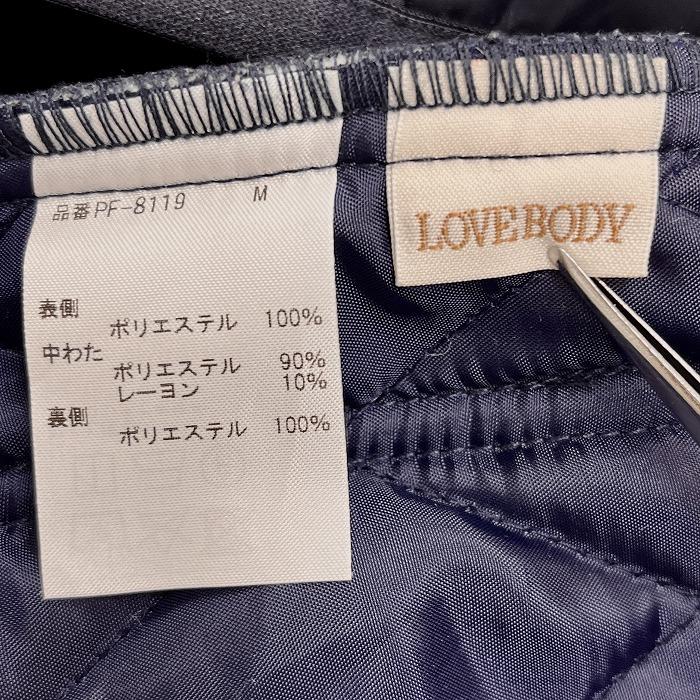 品番PF-8119 M
表側 ポリエステル 100%
中わた ポリエステル 90%
レーヨン 10%
裏側 ポリエステル 100%
LOVE BODY